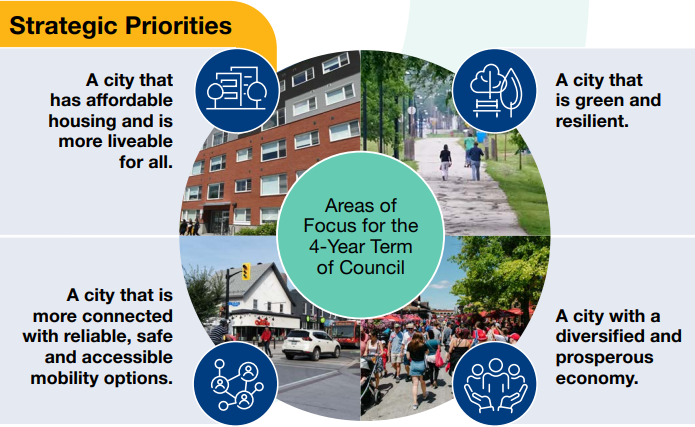 Strategic Priorities
A city that
has affordable
housing and is
more liveable
for all.
A city that
is green and
resilient.
Areas of
Focus for the
4-Year Term
of Council
A city that is
more connected
with reliable, safe
and accessible
mobility options.
A city with a
diversified and
prosperous
economy.